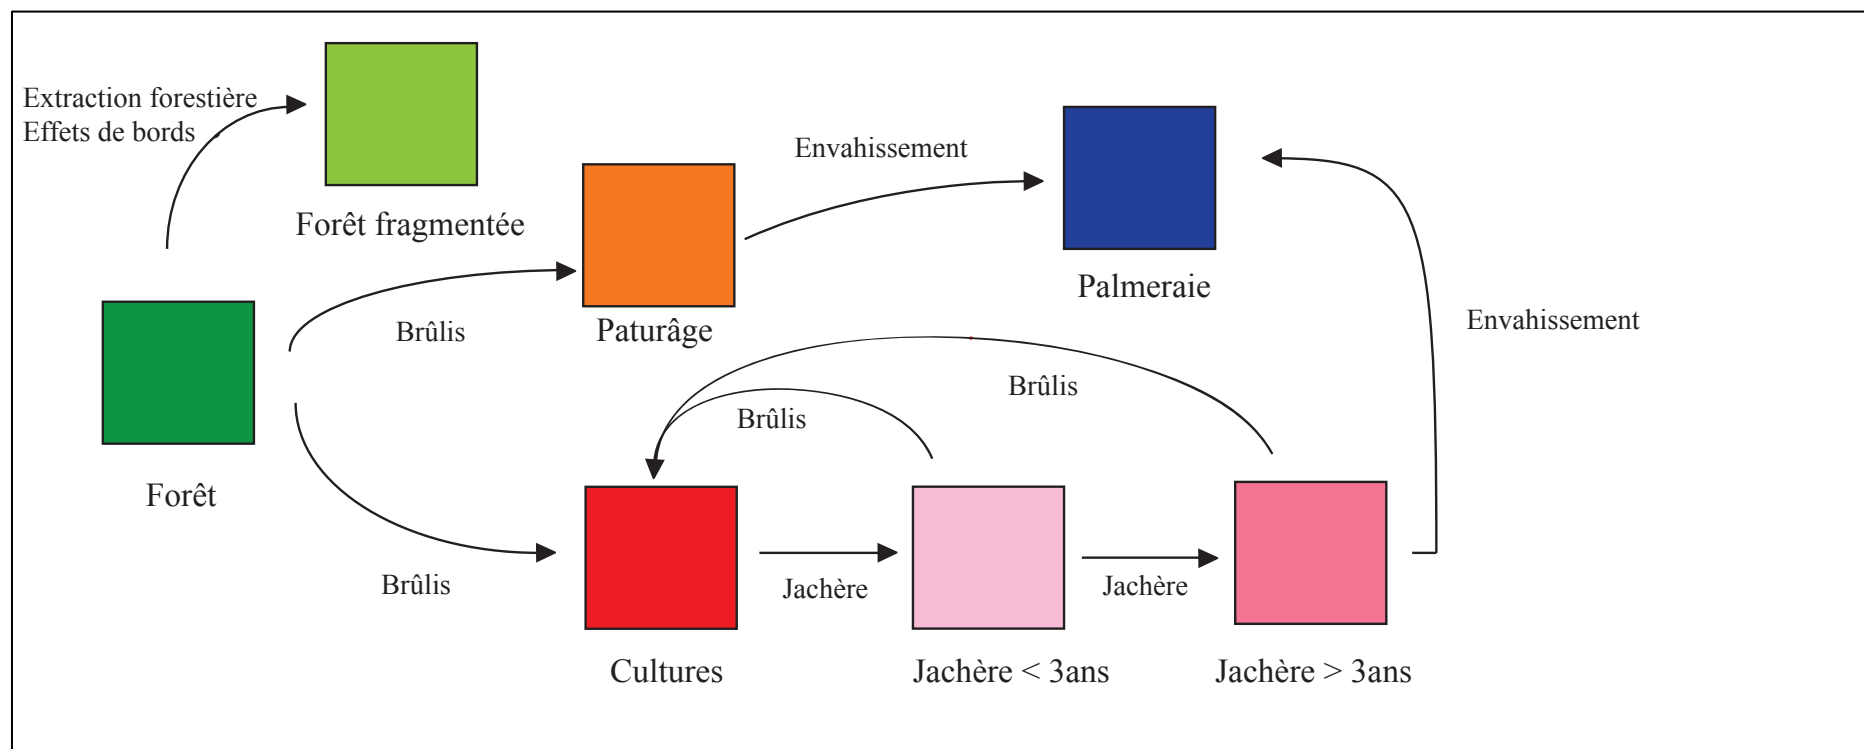 Extraction forestière
Effets de bords
Forêt fragmentée
Envahissement
Palmeraie
Brûlis
Paturâge
Envahissement
Brûlis
Brûlis
Forêt
Brûlis
Jachère
Jachère
Cultures
Jachère < 3ans
Jachère > 3ans